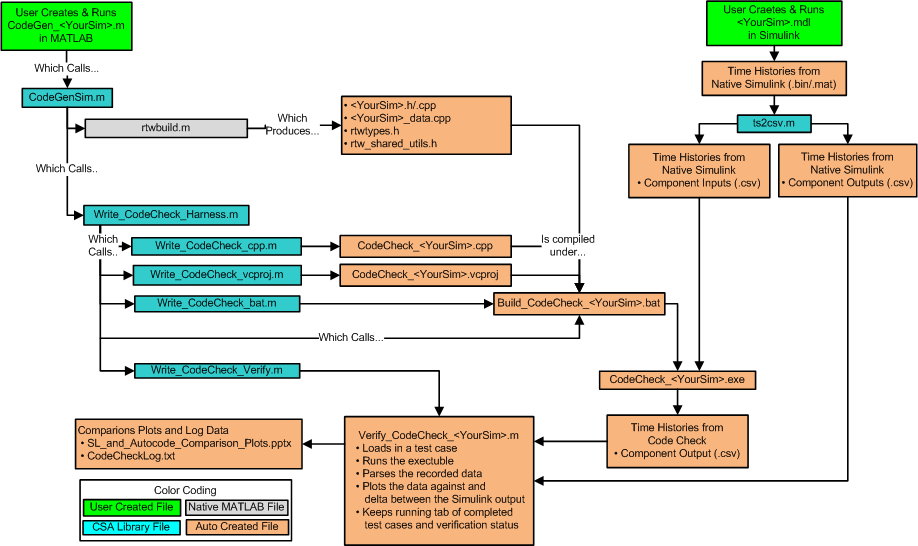 User Creates & Runs
CodeGen_<YourSim>.m
in MATLAB
Which Calls...
CodeGenSim.m
rtwbuild.m
Which
Produces...
• <YourSim>.h/.cpp
• <YourSim>_data.cpp
• rtwtypes.h
• rtw_shared_utils.h
Which Calls..
Write_CodeCheck_Harness.m
Which
Calls..
Write_CodeCheck_cpp.m
CodeCheck_<YourSim>.cpp
Is compiled
under...
Write_CodeCheck_vcproj.m
CodeCheck_<YourSim>.vcproj
Write_CodeCheck_bat.m
Build_CodeCheck_<YourSim>.bat
Which Calls...
Write_CodeCheck_Verify.m
User Craetes & Runs
<YourSim>.mdl
in Simulink
Time Histories from
Native Simulink (.bin/.mat)
ts2csv.m
Time Histories from
Native Simulink
• Component Inputs (.csv)
Time Histories from
Native Simulink
• Component Outputs (.csv)
CodeCheck_<YourSim>.exe
Time Histories from
Code Check
• Component Output (.csv)
Verify_CodeCheck_<YourSim>.m
• Loads in a test case
• Runs the exectuble
• Parses the recorded data
• Plots the data against and
delta between the Simulink output
• Keeps running tab of completed
test cases and verification status
Comparions Plots and Log Data
• SL_and_Autocode_Comparison_Plots.pptx
• CodeCheckLog.txt
Color Coding
User Created File
Native MATLAB File
CSA Library File
Auto Created File